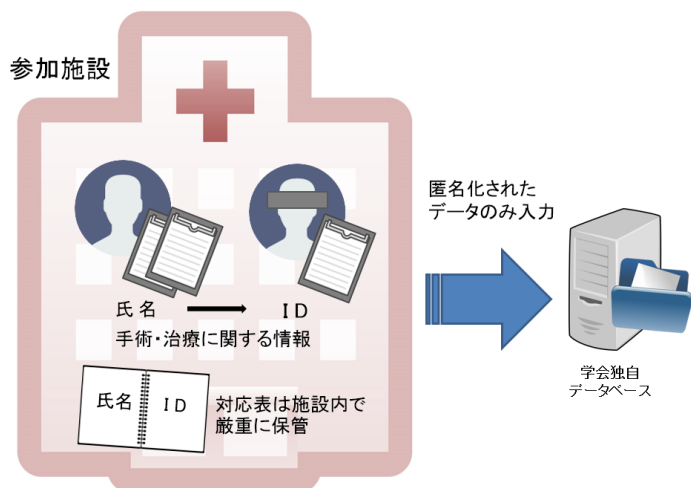 参加施設
匿名化された
データのみ入力
氏名
ID
手術・治療に関する情報
氏名
ID
対応表は施設内で
厳重に保管
学会独自
データベース